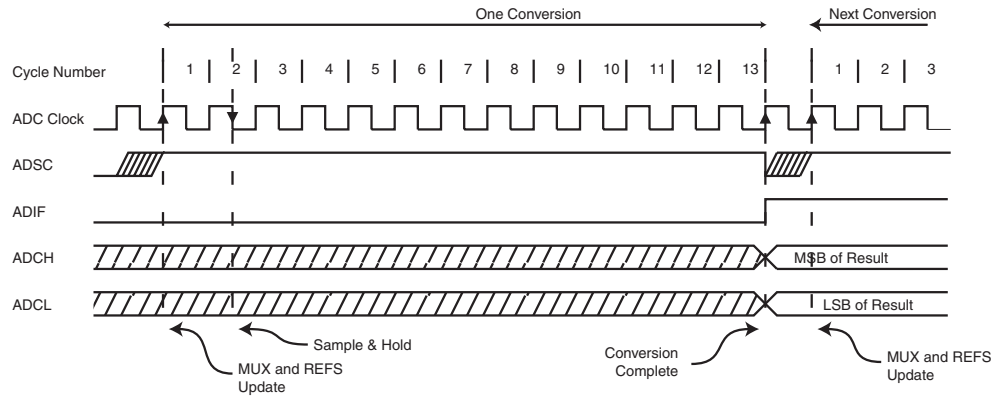 One Conversion
Next Conversion
Cycle Number
1 2 3 4 5 6 7 8 9 10 11 12 13 1 2 3
ADC Clock
ADSC
ADIF
ADCH
MSB of Result
ADCL
LSB of Result
Sample & Hold
MUX and REFS
Update
Conversion
Complete
MUX and REFS
Update